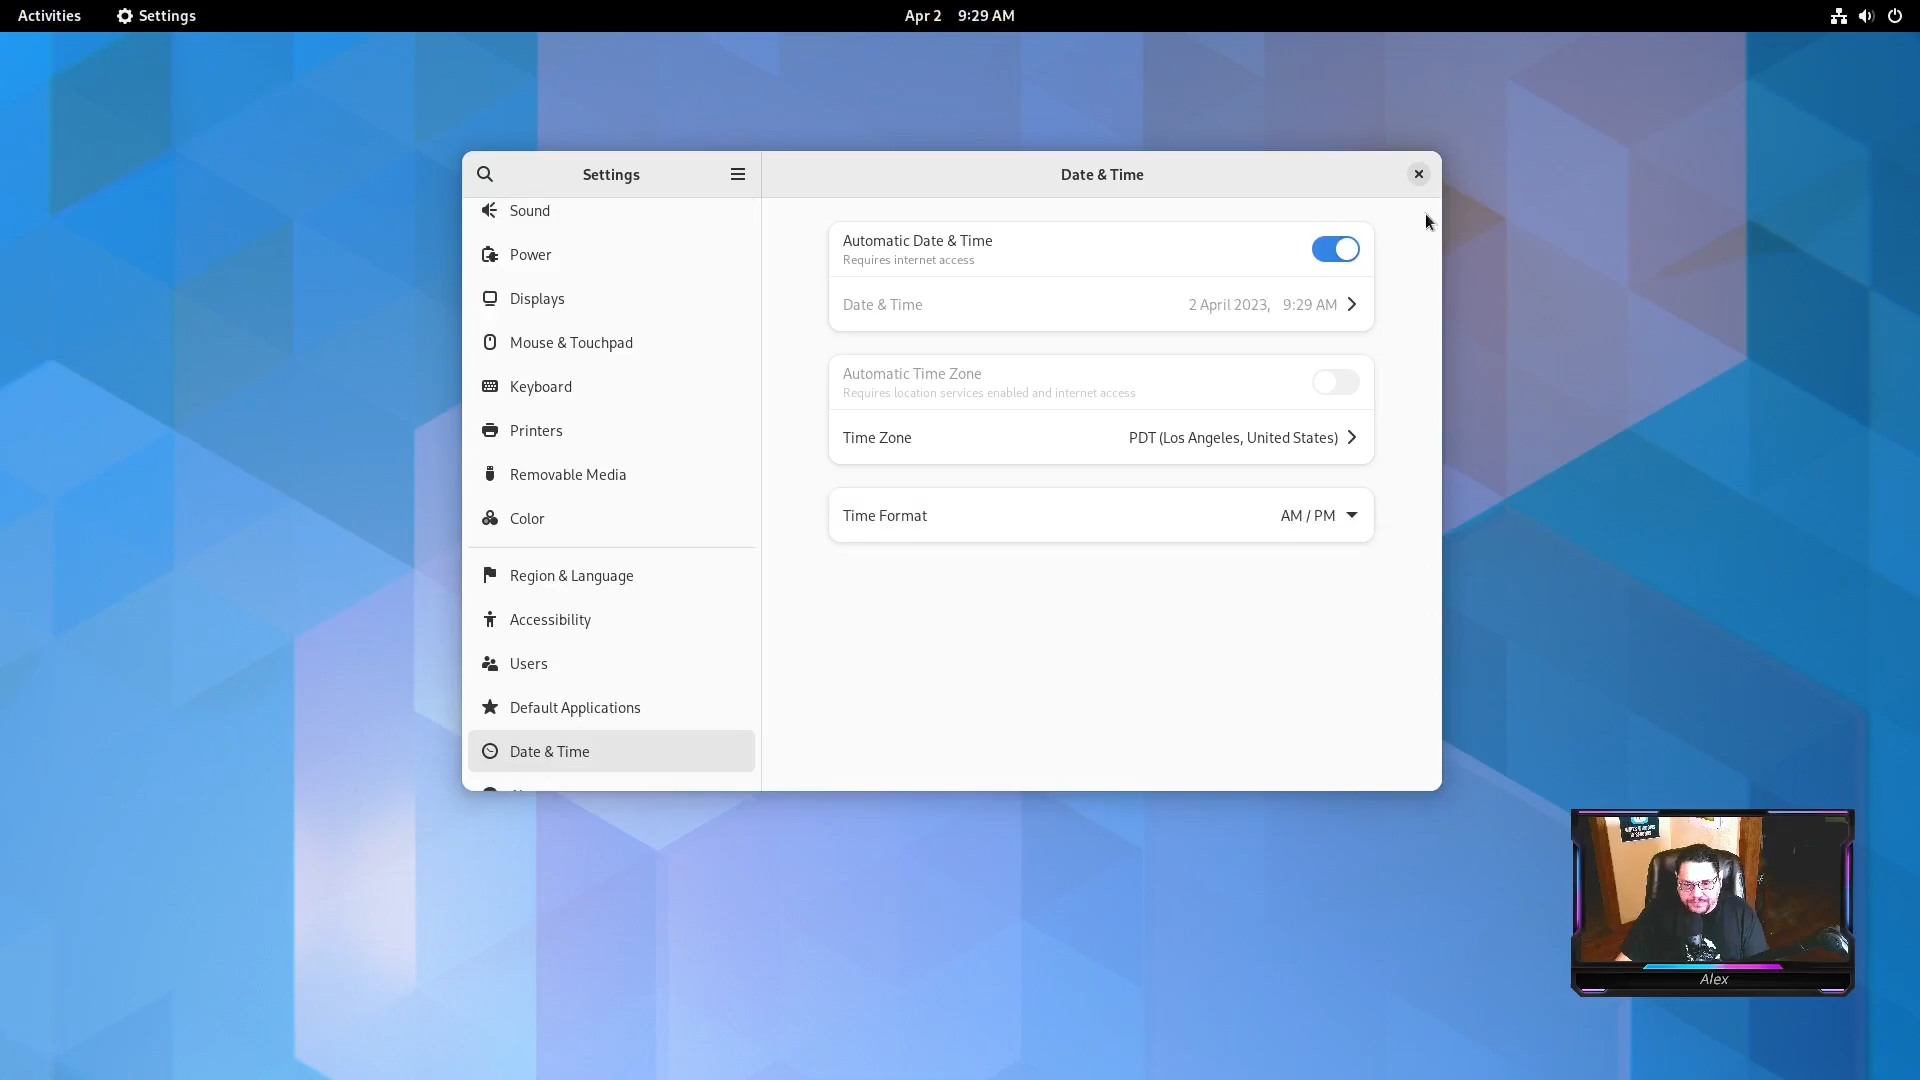 Activities
Settings
Apr 2 9:29 AM
Settings
Sound
Power
Displays
Mouse & Touchpad
Keyboard
Printers
Removable Media
Color
Region & Language
Accessibility
Users
Default Applications
Date & Time
Date & Time
Automatic Date & Time
Requires internet access
Date & Time 2 April 2023, 9:29 AM
Automatic Time Zone
Requires location services enabled and internet access
Time Zone PDT (Los Angeles, United States)
Time Format AM / PM
Alex